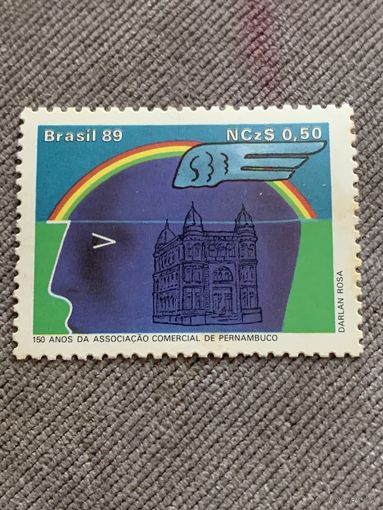 Brasil 89
NCz$ 0,50
150 ANOS DA ASSOCIAÇÃO COMERCIAL DE PERNAMBUCO
DARLAN ROSA